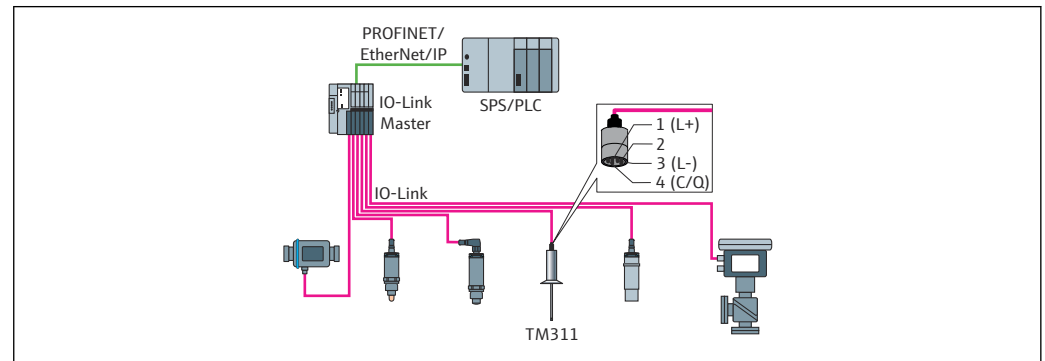 PROFINET/
EtherNet/IP
SPS/PLC
IO-Link
Master
1 (L+)
2
3 (L-)
4 (C/Q)
IO-Link
TM311